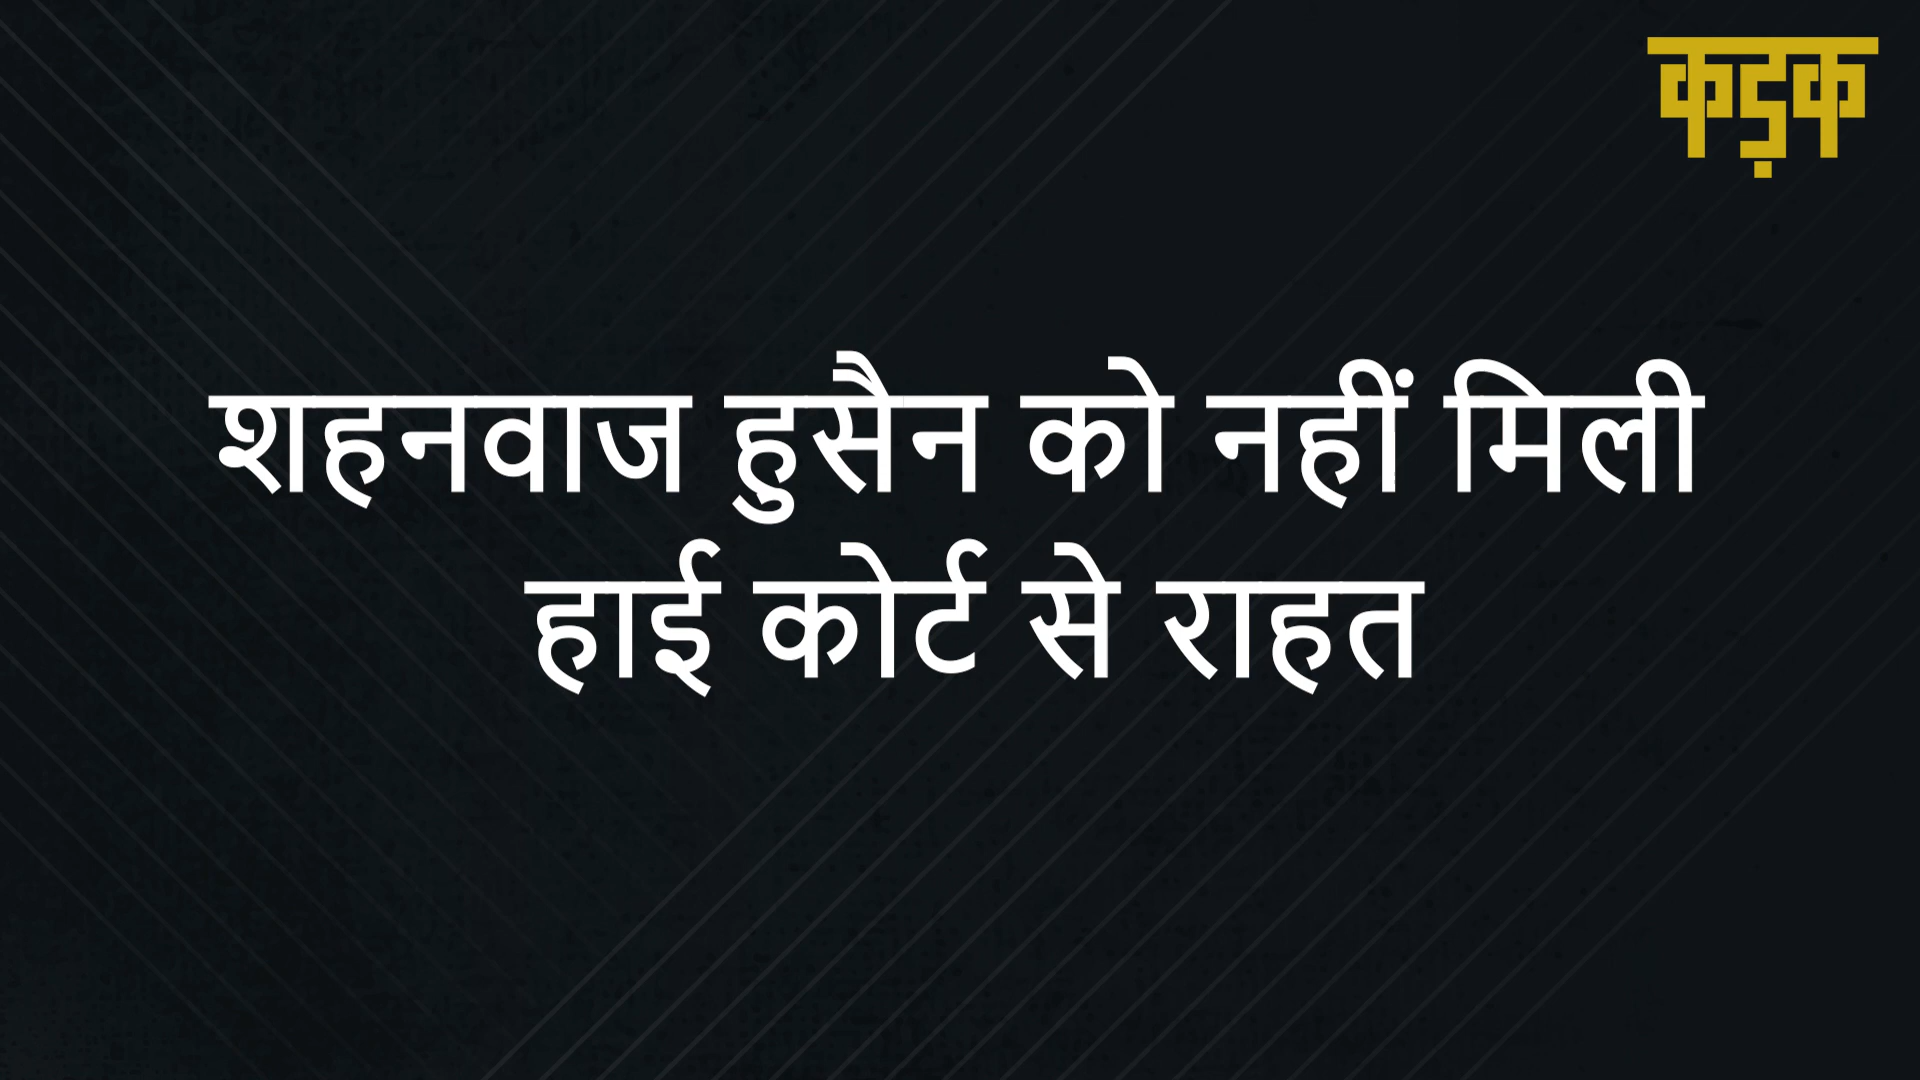 कड़क
शहनवाज हुसैन को नहीं मिली
हाई कोर्ट से राहत